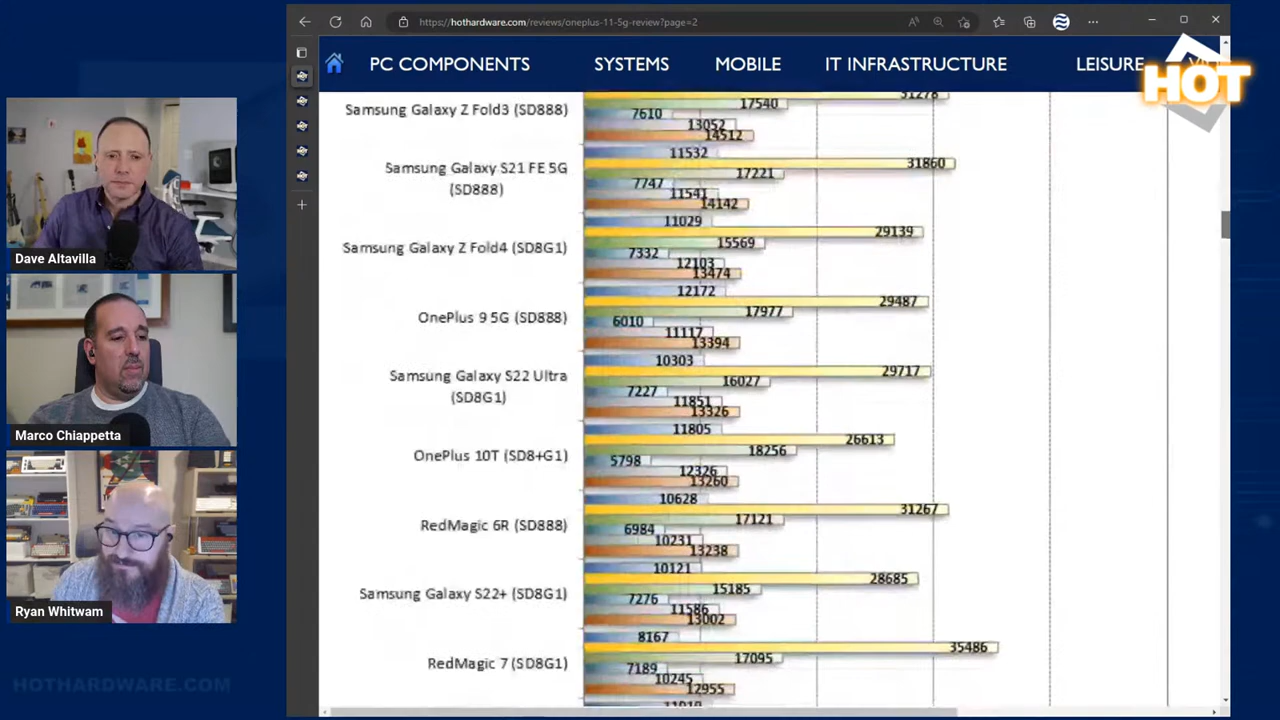 https://hothardware.com/reviews/oneplus-11-5g-review?page=2
PC COMPONENTS SYSTEMS MOBILE IT INFRASTRUCTURE LEISURE
HOT
31278
Samsung Galaxy Z Fold3 (SD888)
17540
7610
13052
14512
11532
31860
Samsung Galaxy S21 FE 5G
(SD888)
17221
7747
11541
14142
11029
29139
Samsung Galaxy Z Fold4 (SD8G1)
15569
7332
12103
13474
12172
29487
OnePlus 9 5G (SD888)
17977
6010
11117
13394
10303
29717
Samsung Galaxy S22 Ultra
(SD8G1)
16027
7227
11851
13326
11805
26613
OnePlus 10T (SD8+G1)
18256
5798
12326
13260
10628
31267
RedMagic 6R (SD888)
17121
6984
10231
13238
10121
28685
Samsung Galaxy S22+ (SD8G1)
15185
7276
11586
13002
8167
35486
RedMagic 7 (SD8G1)
17095
7189
10245
12955
Dave Altavilla
Marco Chiappetta
Ryan Whitwam
HOTHARDWARE.COM